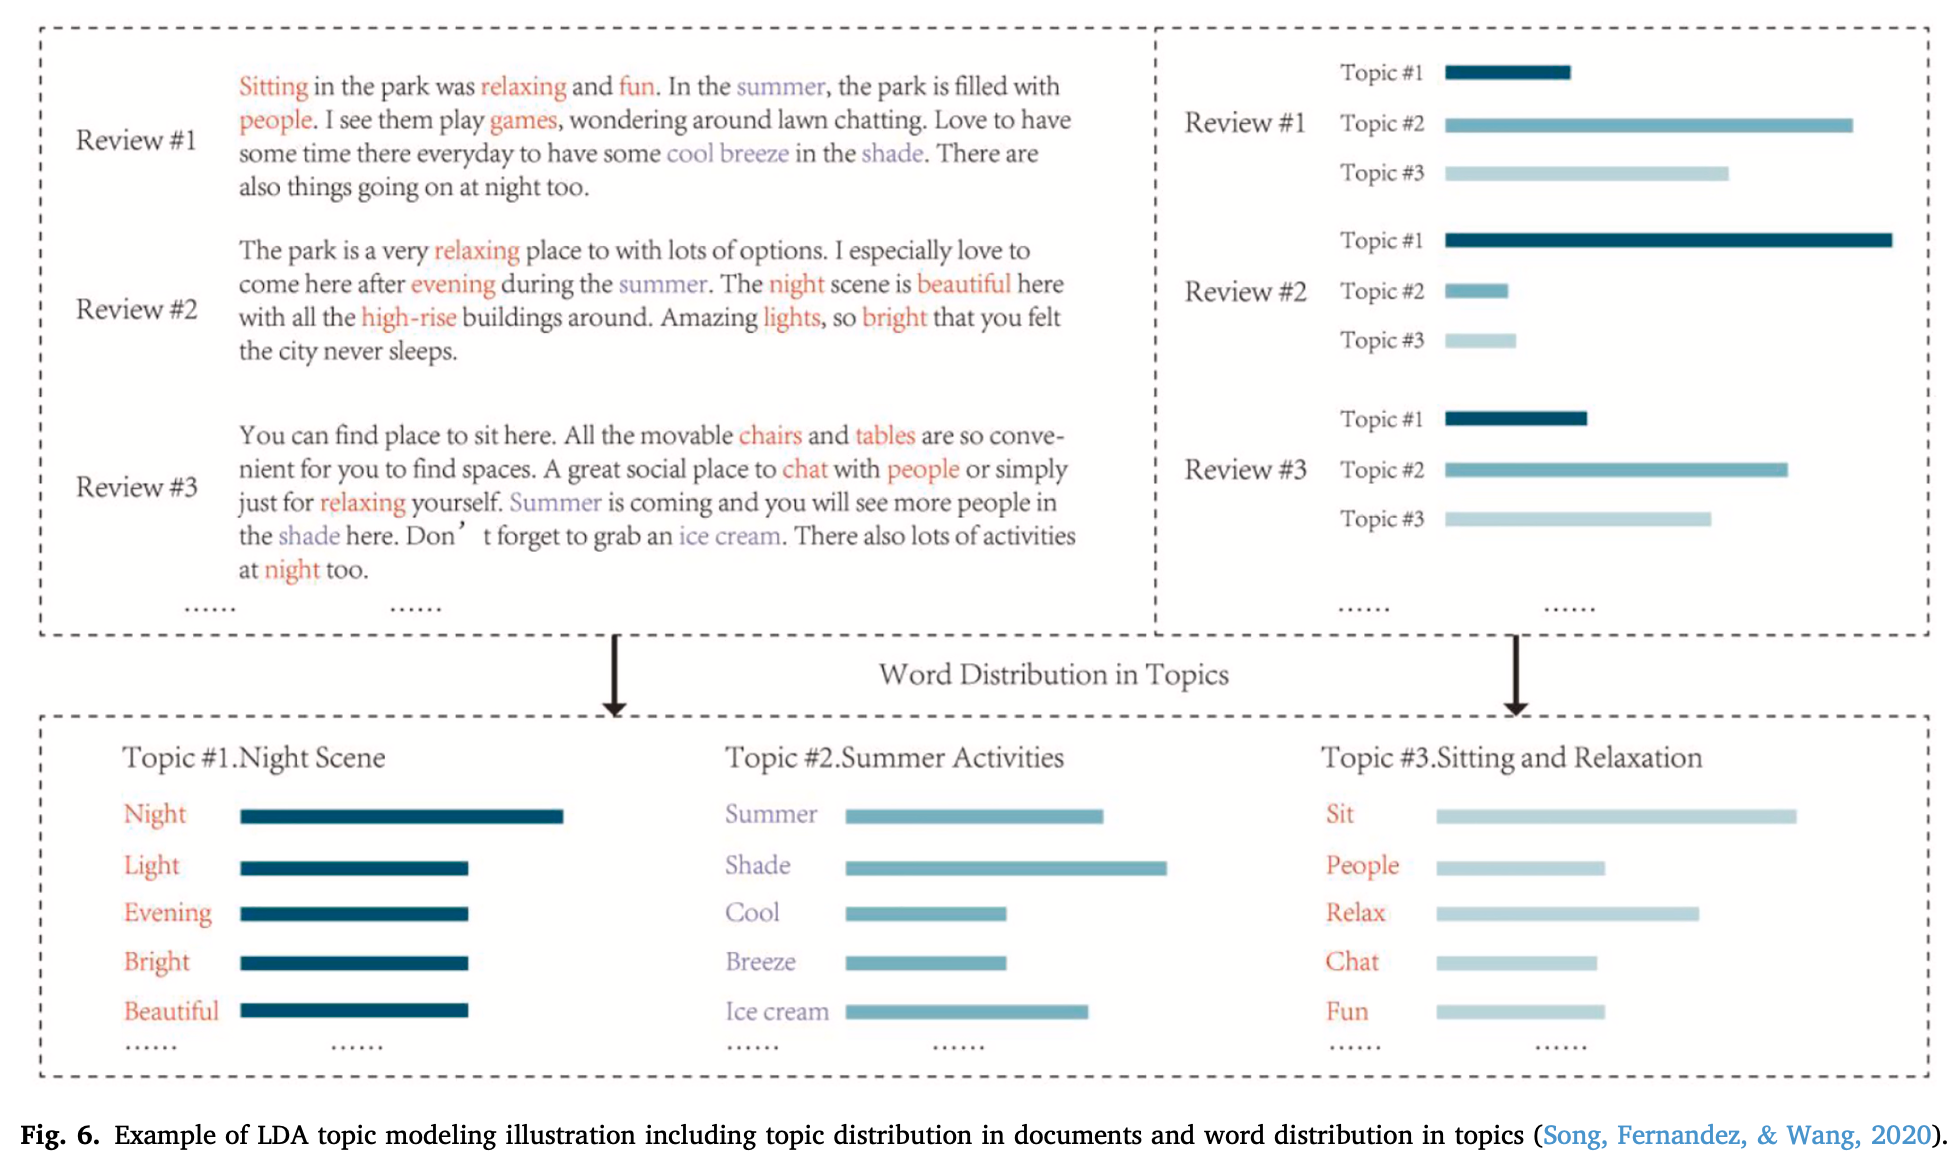 Review #1
Sitting in the park was relaxing and fun. In the summer, the park is filled with
people. I see them play games, wondering around lawn chatting. Love to have
some time there everyday to have some cool breeze in the shade. There are
also things going on at night too.
Review #2
The park is a very relaxing place to with lots of options. I especially love to
come here after evening during the summer. The night scene is beautiful here
with all the high-rise buildings around. Amazing lights, so bright that you felt
the city never sleeps.
Review #3
You can find place to sit here. All the movable chairs and tables are so conve-
nient for you to find spaces. A great social place to chat with people or simply
just for relaxing yourself. Summer is coming and you will see more people in
the shade here. Don’ t forget to grab an ice cream. There also lots of activities
at night too.
...... ......
Review #1
Topic #1
Topic #2
Topic #3
Review #2
Topic #1
Topic #2
Topic #3
Review #3
Topic #1
Topic #2
Topic #3
...... ......
Word Distribution in Topics
Topic #1.Night Scene
Night
Light
Evening
Bright
Beautiful
...... ......
Topic #2.Summer Activities
Summer
Shade
Cool
Breeze
Ice cream
...... ......
Topic #3.Sitting and Relaxation
Sit
People
Relax
Chat
Fun
...... ......
Fig. 6. Example of LDA topic modeling illustration including topic distribution in documents and word distribution in topics (Song, Fernandez, & Wang, 2020).